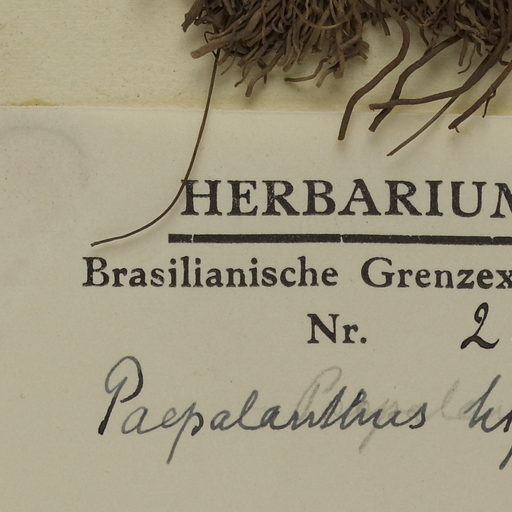 HERBARIUM
Brasilianische Grenzex
Nr. 2
Paepalanthus